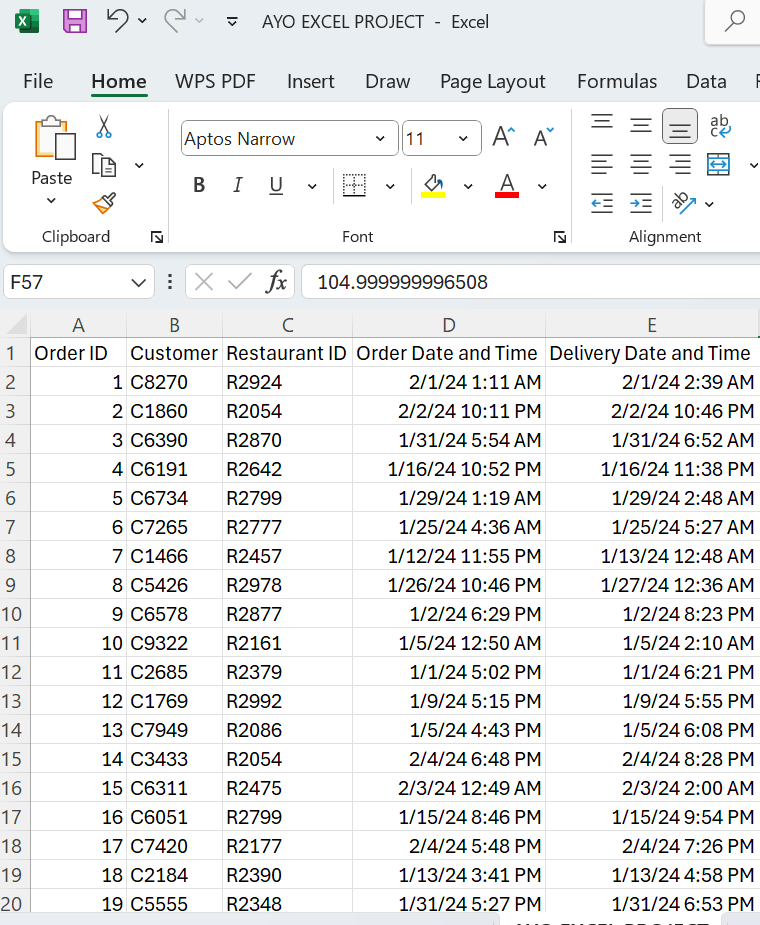 AYO EXCEL PROJECT - Excel
File Home WPS PDF Insert Draw Page Layout Formulas Data
Paste
Aptos Narrow 11
B I U
Clipboard Font Alignment
F57 fx 104.999999996508
A B C D E
1 Order ID Customer Restaurant ID Order Date and Time Delivery Date and Time
2 1 C8270 R2924 2/1/24 1:11 AM 2/1/24 2:39 AM
3 2 C1860 R2054 2/2/24 10:11 PM 2/2/24 10:46 PM
4 3 C6390 R2870 1/31/24 5:54 AM 1/31/24 6:52 AM
5 4 C6191 R2642 1/16/24 10:52 PM 1/16/24 11:38 PM
6 5 C6734 R2799 1/29/24 1:19 AM 1/29/24 2:48 AM
7 6 C7265 R2777 1/25/24 4:36 AM 1/25/24 5:27 AM
8 7 C1466 R2457 1/12/24 11:55 PM 1/13/24 12:48 AM
9 8 C5426 R2978 1/26/24 10:46 PM 1/27/24 12:36 AM
10 9 C6578 R2877 1/2/24 6:29 PM 1/2/24 8:23 PM
11 10 C9322 R2161 1/5/24 12:50 AM 1/5/24 2:10 AM
12 11 C2685 R2379 1/1/24 5:02 PM 1/1/24 6:21 PM
13 12 C1769 R2992 1/9/24 5:15 PM 1/9/24 5:55 PM
14 13 C7949 R2086 1/5/24 4:43 PM 1/5/24 6:08 PM
15 14 C3433 R2054 2/4/24 6:48 PM 2/4/24 8:28 PM
16 15 C6311 R2475 2/3/24 12:49 AM 2/3/24 2:00 AM
17 16 C6051 R2799 1/15/24 8:46 PM 1/15/24 9:54 PM
18 17 C7420 R2177 2/4/24 5:48 PM 2/4/24 7:26 PM
19 18 C2184 R2390 1/13/24 3:41 PM 1/13/24 4:58 PM
20 19 C5555 R2348 1/31/24 5:27 PM 1/31/24 6:53 PM
AYO EXCEL PROJECT